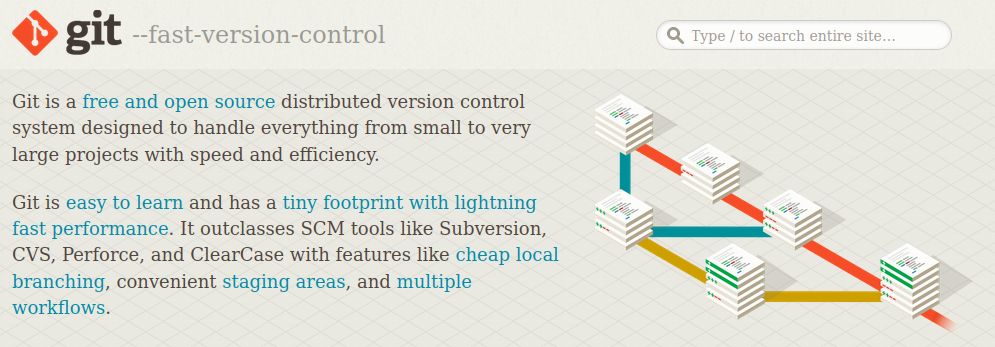 git --fast-version-control
Type / to search entire site...
Git is a free and open source distributed version control
system designed to handle everything from small to very
large projects with speed and efficiency.
Git is easy to learn and has a tiny footprint with lightning
fast performance. It outclasses SCM tools like Subversion,
CVS, Perforce, and ClearCase with features like cheap local
branching, convenient staging areas, and multiple
workflows.